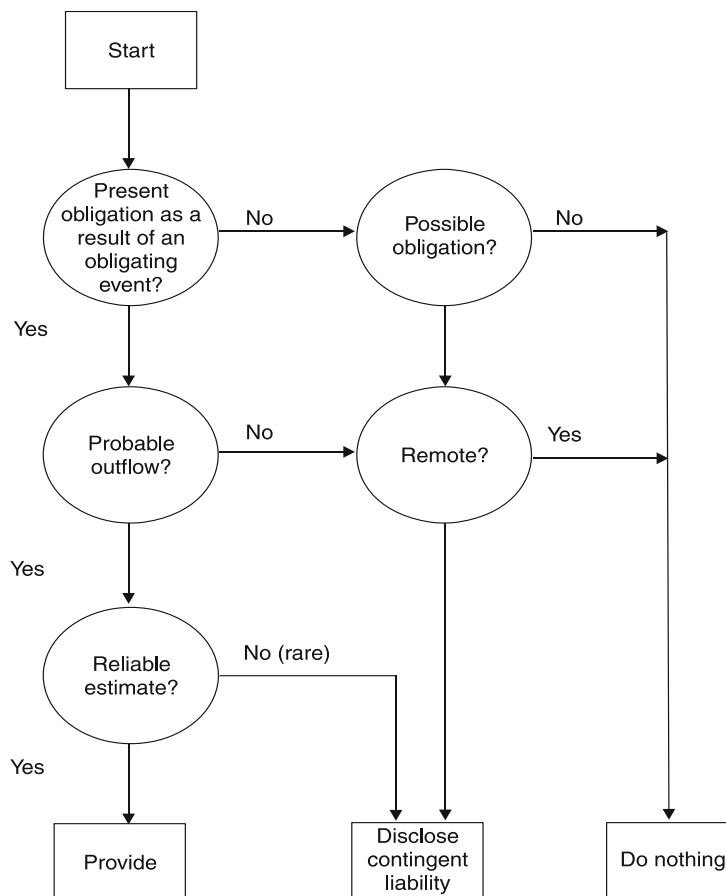 Start
Present
obligation as a
result of an
obligating
event?
No
Possible
obligation?
No
Yes
Probable
outflow?
No
Remote?
Yes
Yes
Reliable
estimate?
No (rare)
Yes
Provide
Disclose
contingent
liability
Do nothing